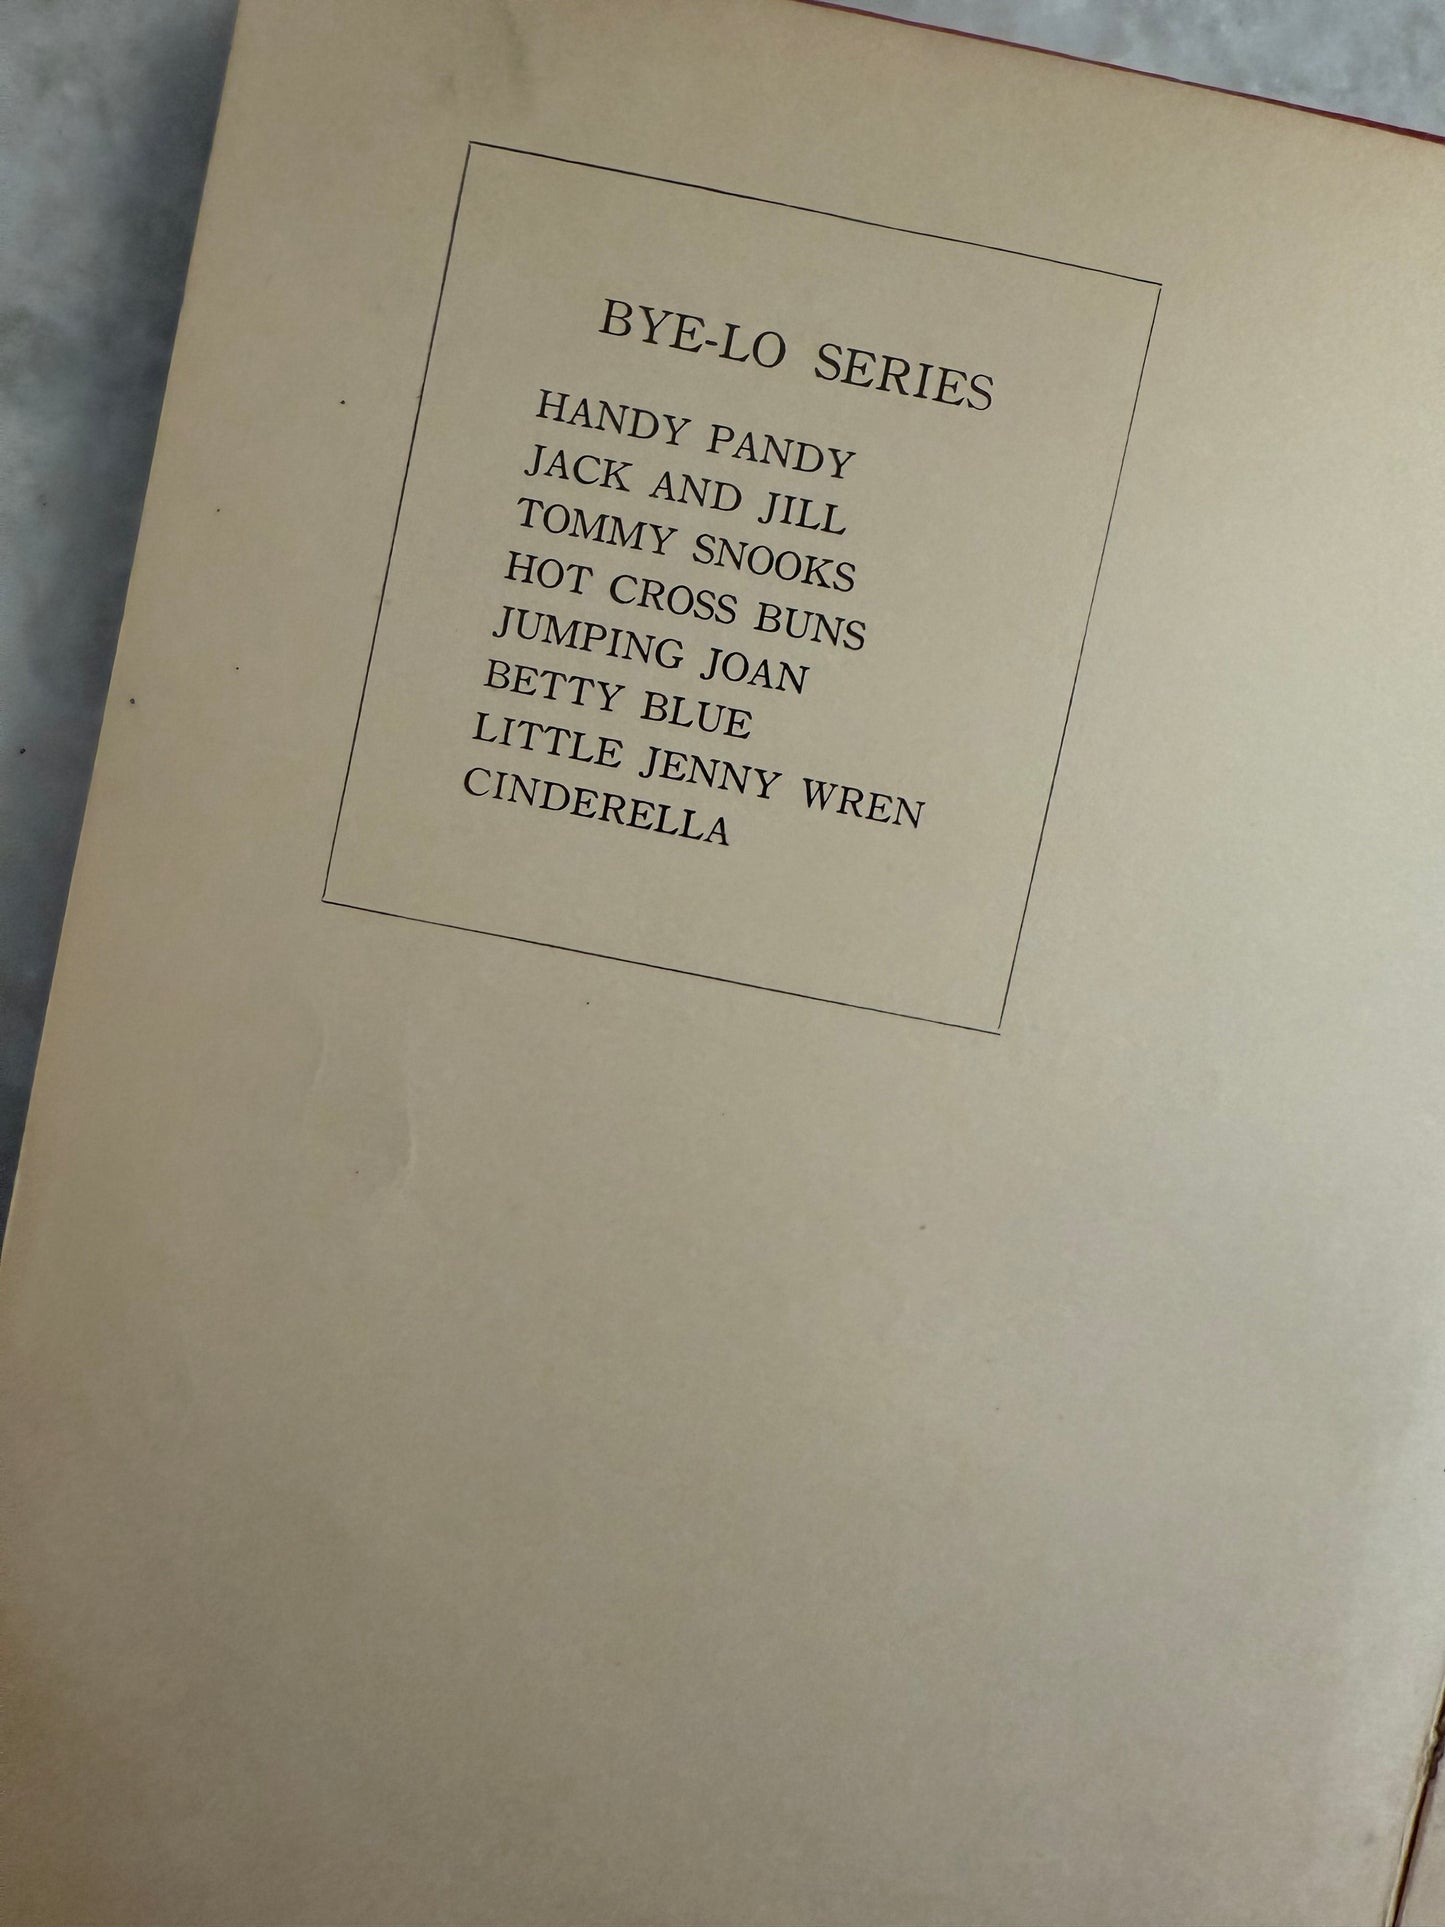 BYE-LO SERIES
HANDY PANDY
JACK AND JILL
TOMMY SNOOKS
HOT CROSS BUNS
JUMPING JOAN
BETTY BLUE
LITTLE JENNY WREN
CINDERELLA